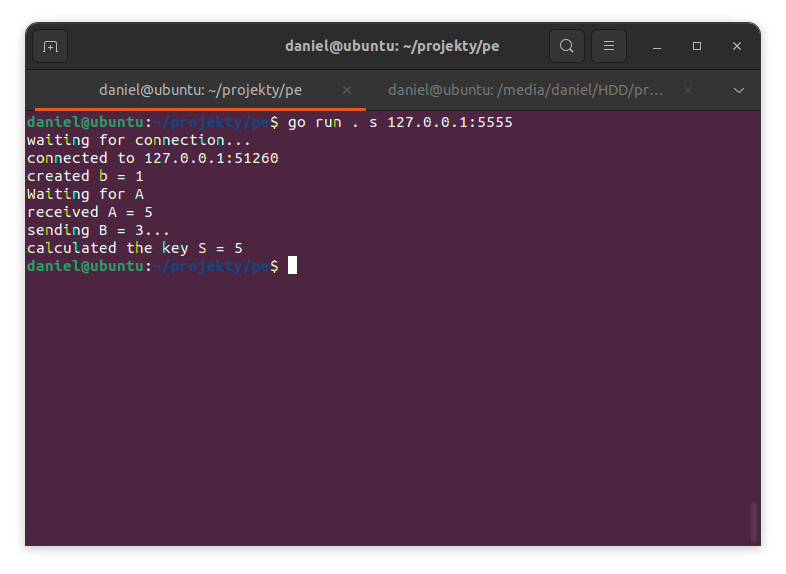 daniel@ubuntu: ~/projekty/pe
daniel@ubuntu: ~/projekty/pe
daniel@ubuntu: /media/daniel/HDD/pr...
daniel@ubuntu:~/projekty/pe$ go run . s 127.0.0.1:5555
waiting for connection...
connected to 127.0.0.1:51260
created b = 1
Waiting for A
received A = 5
sending B = 3...
calculated the key S = 5
daniel@ubuntu:~/projekty/pe$